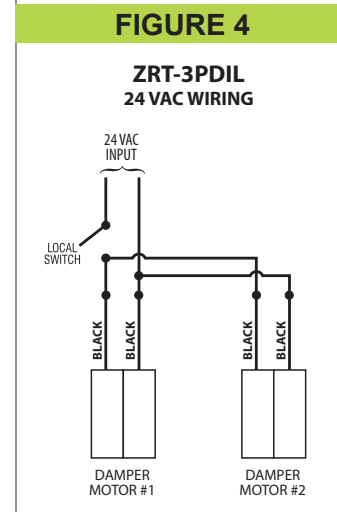 FIGURE 4
ZRT-3PDIL
24 VAC WIRING
24 VAC
INPUT
LOCAL
SWITCH
BLACK
BLACK
BLACK
BLACK
DAMPER
MOTOR #1
DAMPER
MOTOR #2